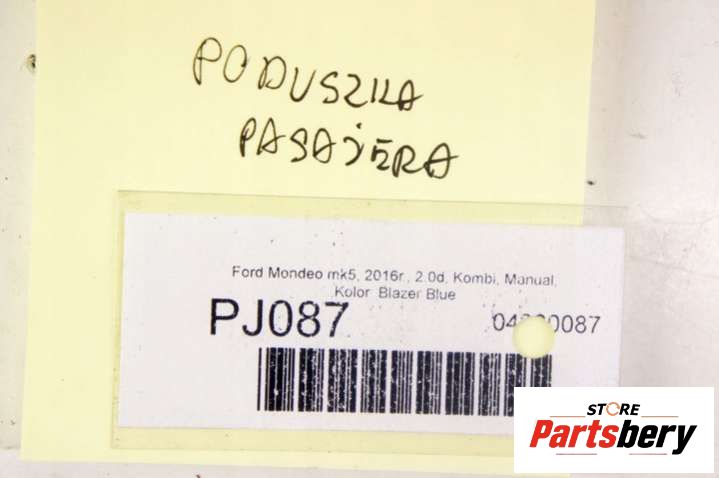 PODUSZKA
PASAŻERA
Ford Mondeo mk5, 2016r., 2.0d, Kombi, Manual,
Kolor Blazer Blue
PJ087
STORE
Partsbery